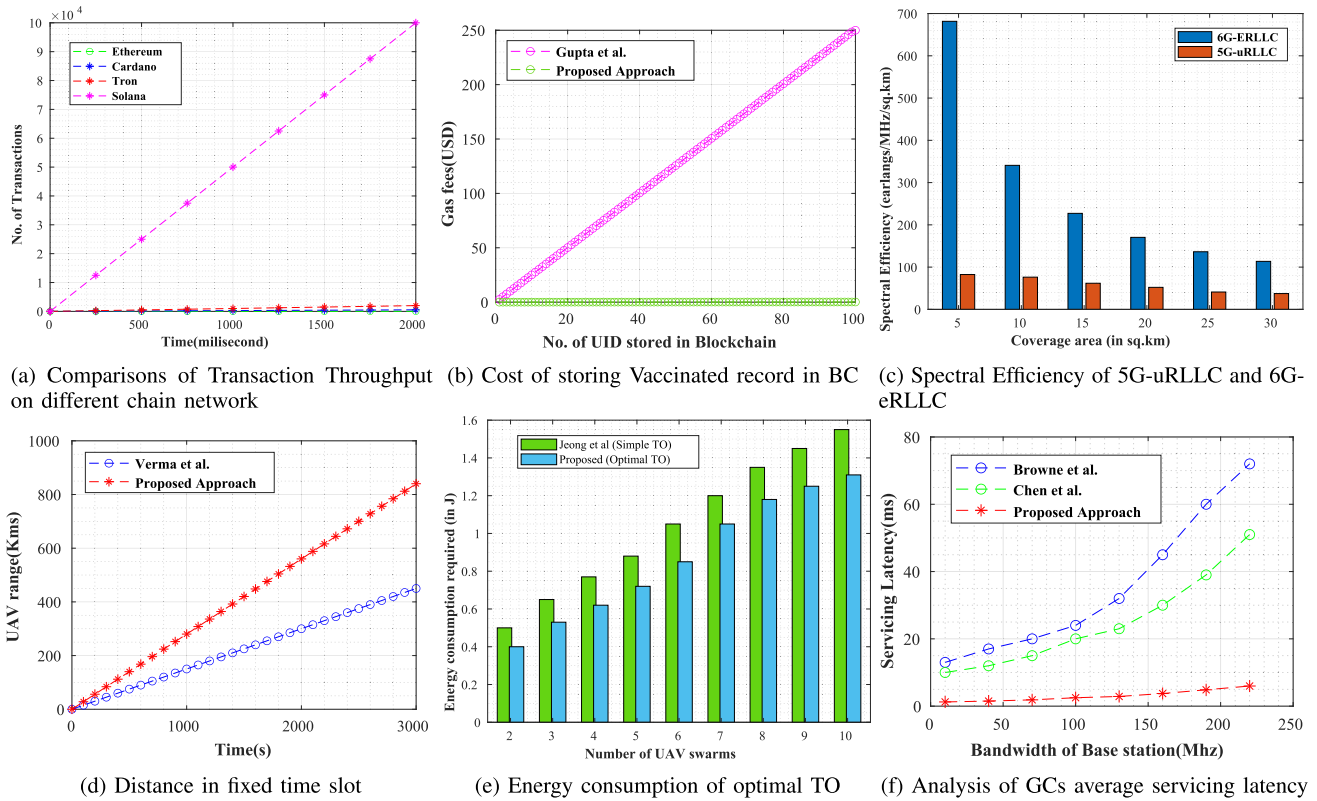 × 10^4
10
9
8
7
6
5
4
3
2
1
0
No. of Transactions
Ethereum
Cardano
Tron
Solana
0 500 1000 1500 2000
Time(milisecond)
(a) Comparisons of Transaction Throughput
on different chain network
250
200
150
100
50
0
Gas fees(USD)
Gupta et al.
Proposed Approach
0 20 40 60 80 100
No. of UID stored in Blockchain
(b) Cost of storing Vaccinated record in BC
700
600
500
400
300
200
100
0
Spectral Efficiency (earlangs/MHz/sq.km)
6G-ERLLC
5G-uRLLC
5 10 15 20 25 30
Coverage area (in sq.km)
(c) Spectral Efficiency of 5G-uRLLC and 6G-
eRLLC
1000
800
600
400
200
0
UAV range(Kms)
Verma et al.
Proposed Approach
0 1000 2000 3000
Time(s)
(d) Distance in fixed time slot
1.6
1.4
1.2
1
0.8
0.6
0.4
0.2
0
Energy consumption required (in J)
Jeong et al (Simple TO)
Proposed (Optimal TO)
2 3 4 5 6 7 8 9 10
Number of UAV swarms
(e) Energy consumption of optimal TO
80
60
40
20
0
Servicing Latency(ms)
Browne et al.
Chen et al.
Proposed Approach
0 50 100 150 200 250
Bandwidth of Base station(Mhz)
(f) Analysis of GCs average servicing latency